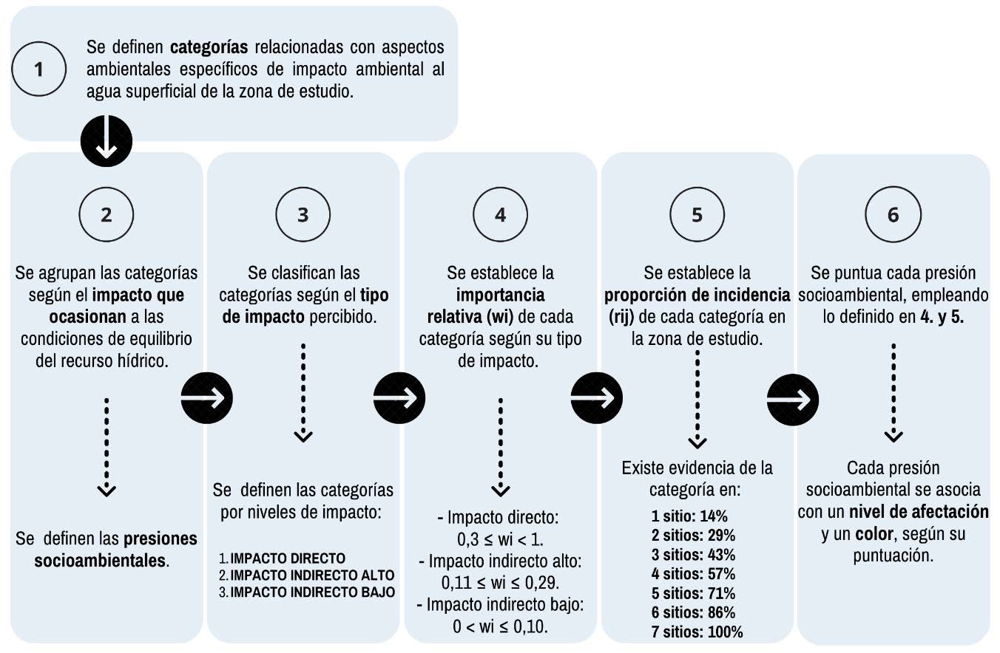 1
Se definen categorías relacionadas con aspectos
ambientales específicos de impacto ambiental al
agua superficial de la zona de estudio.
2
Se agrupan las categorías
según el impacto que
ocasionan a las
condiciones de equilibrio
del recurso hídrico.
Se definen las presiones
socioambientales.
3
Se clasifican las
categorías según el tipo
de impacto percibido.
Se definen las categorías
por niveles de impacto:
1. IMPACTO DIRECTO
2. IMPACTO INDIRECTO ALTO
3. IMPACTO INDIRECTO BAJO
4
Se establece la
importancia
relativa (wi) de cada
categoría según su tipo
de impacto.
- Impacto directo:
0,3 ≤ wi < 1.
- Impacto indirecto alto:
0,11 ≤ wi ≤ 0,29.
- Impacto indirecto bajo:
0 < wi ≤ 0,10.
5
Se establece la
proporción de incidencia
(rij) de cada categoría en
la zona de estudio.
Existe evidencia de la
categoría en:
1 sitio: 14%
2 sitios: 29%
3 sitios: 43%
4 sitios: 57%
5 sitios: 71%
6 sitios: 86%
7 sitios: 100%
6
Se puntua cada presión
socioambiental, empleando
lo definido en 4. y 5.
Cada presión
socioambiental se asocia
con un nivel de afectación
y un color, según su
puntuación.